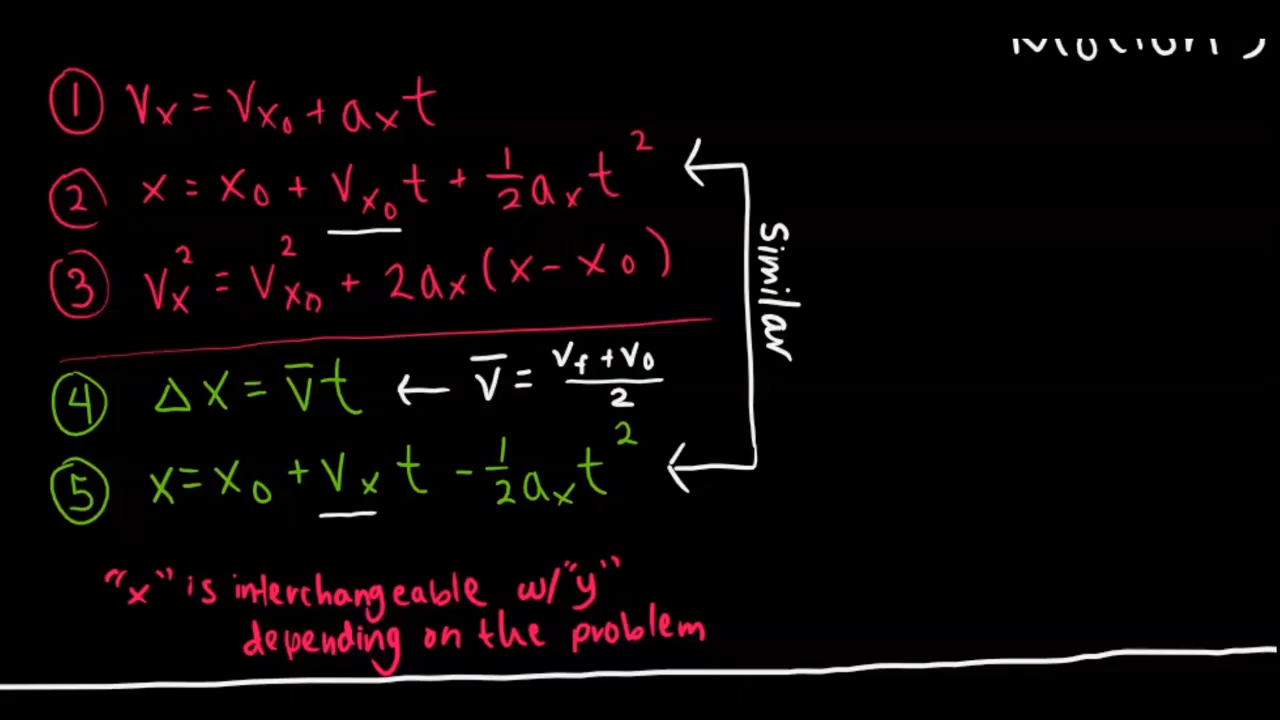 Motion)
① Vx = Vx₀ + axt
② x = x₀ + Vx₀t + ½axt²
③ Vx² = Vx₀² + 2ax(x - x₀)
④ Δx = v̄t ← v̄ = (Vf + V₀)/2
⑤ x = x₀ + Vxt - ½axt²
Similar
"x" is interchangeable w/"y"
depending on the problem